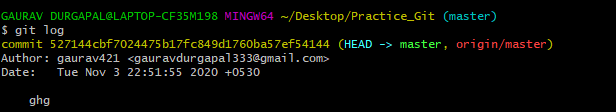 GAURAV DURGAPAL@LAPTOP-CF35M198 MINGW64 ~/Desktop/Practice_Git (master)
$ git log
commit 527144cbf7024475b17fc849d1760ba57ef54144 (HEAD -> master, origin/master)
Author: gaurav421 <gauravdurgapal333@gmail.com>
Date:   Tue Nov 3 22:51:55 2020 +0530
    ghg